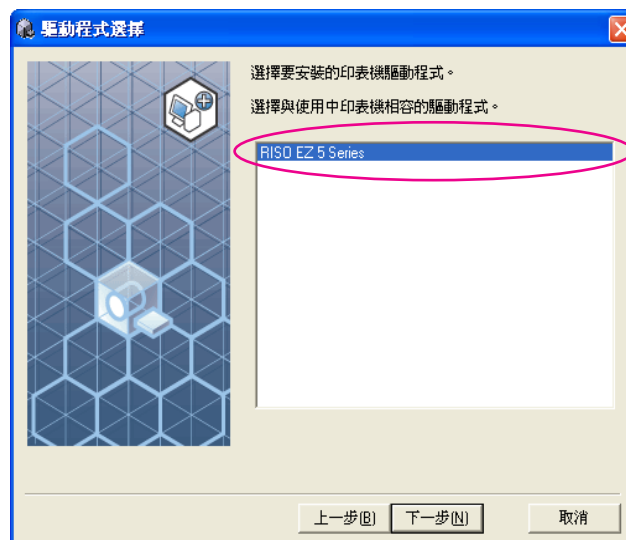 驅動程式選擇
選擇要安裝的印表機驅動程式。
選擇與使用中印表機相容的驅動程式。
RISO EZ 5 Series
上一步(B) 下一步(N) 取消